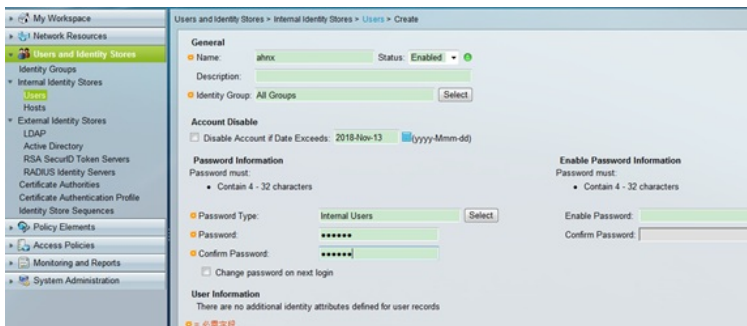 My Workspace
Network Resources
Users and Identity Stores
Identity Groups
Internal Identity Stores
Users
Hosts
External Identity Stores
LDAP
Active Directory
RSA SecurID Token Servers
RADIUS Identity Servers
Certificate Authorities
Certificate Authentication Profile
Identity Store Sequences
Policy Elements
Access Policies
Monitoring and Reports
System Administration
Users and Identity Stores > Internal Identity Stores > Users > Create
General
Name: ahnx Status: Enabled
Description:
Identity Group: All Groups Select
Account Disable
Disable Account if Date Exceeds: 2018-Nov-13 (yyyy-Mmm-dd)
Password Information
Password must:
• Contain 4 - 32 characters
Password Type: Internal Users Select
Password: ••••••
Confirm Password: ••••••
Change password on next login
Enable Password Information
Password must:
• Contain 4 - 32 characters
Enable Password:
Confirm Password:
User Information
There are no additional identity attributes defined for user records
= 必需字段